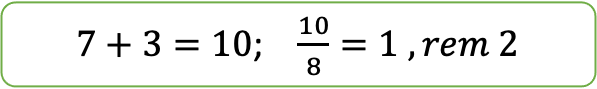 7 + 3 = 10; 10/8 = 1 , rem 2